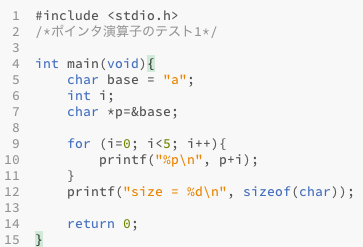 1 #include <stdio.h>
2 /*ポインタ演算子のテスト1*/
3
4 int main(void){
5 char base = "a";
6 int i;
7 char *p=&base;
8
9 for (i=0; i<5; i++){
10 printf("%p\n", p+i);
11 }
12 printf("size = %d\n", sizeof(char));
13
14 return 0;
15 }